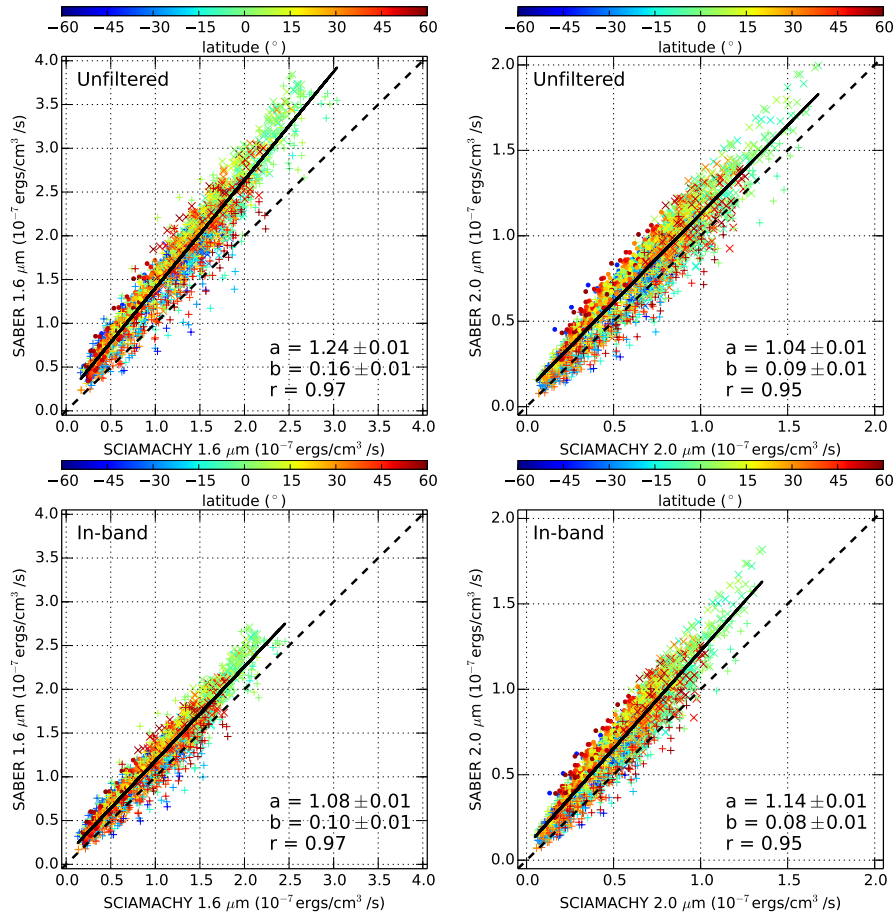 −60 −45 −30 −15 0 15 30 45 60
latitude (°)
Unfiltered
4.0
3.5
3.0
2.5
2.0
1.5
1.0
0.5
0.0
SABER 1.6 μm (10⁻⁷ ergs/cm³ /s)
a = 1.24 ±0.01
b = 0.16 ±0.01
r = 0.97
0.0 0.5 1.0 1.5 2.0 2.5 3.0 3.5 4.0
SCIAMACHY 1.6 μm (10⁻⁷ ergs/cm³ /s)
−60 −45 −30 −15 0 15 30 45 60
latitude (°)
Unfiltered
2.0
1.5
1.0
0.5
0.0
SABER 2.0 μm (10⁻⁷ ergs/cm³ /s)
a = 1.04 ±0.01
b = 0.09 ±0.01
r = 0.95
0.0 0.5 1.0 1.5 2.0
SCIAMACHY 2.0 μm (10⁻⁷ ergs/cm³ /s)
−60 −45 −30 −15 0 15 30 45 60
latitude (°)
In-band
4.0
3.5
3.0
2.5
2.0
1.5
1.0
0.5
0.0
SABER 1.6 μm (10⁻⁷ ergs/cm³ /s)
a = 1.08 ±0.01
b = 0.10 ±0.01
r = 0.97
0.0 0.5 1.0 1.5 2.0 2.5 3.0 3.5 4.0
SCIAMACHY 1.6 μm (10⁻⁷ ergs/cm³ /s)
−60 −45 −30 −15 0 15 30 45 60
latitude (°)
In-band
2.0
1.5
1.0
0.5
0.0
SABER 2.0 μm (10⁻⁷ ergs/cm³ /s)
a = 1.14 ±0.01
b = 0.08 ±0.01
r = 0.95
0.0 0.5 1.0 1.5 2.0
SCIAMACHY 2.0 μm (10⁻⁷ ergs/cm³ /s)